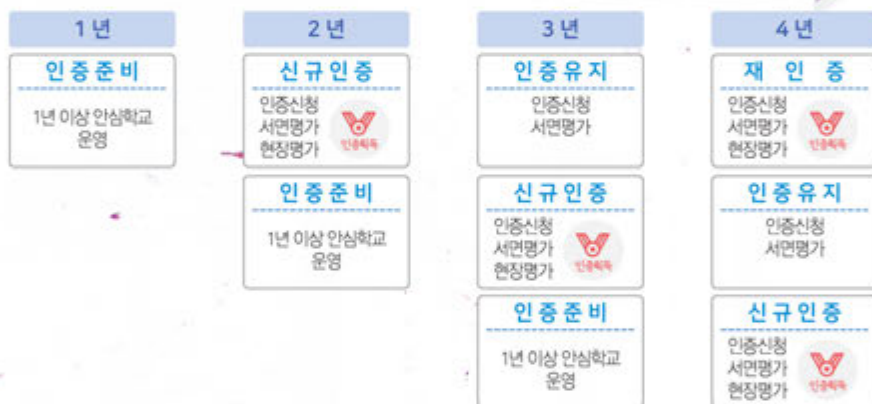 1년
인증준비
1년 이상 안심학교
운영
2년
신규인증
인증신청
서면평가
현장평가
인증획득
인증준비
1년 이상 안심학교
운영
3년
인증유지
인증신청
서면평가
신규인증
인증신청
서면평가
현장평가
인증획득
인증준비
1년 이상 안심학교
운영
4년
재 인 증
인증신청
서면평가
현장평가
인증획득
인증유지
인증신청
서면평가
신규인증
인증신청
서면평가
현장평가
인증획득